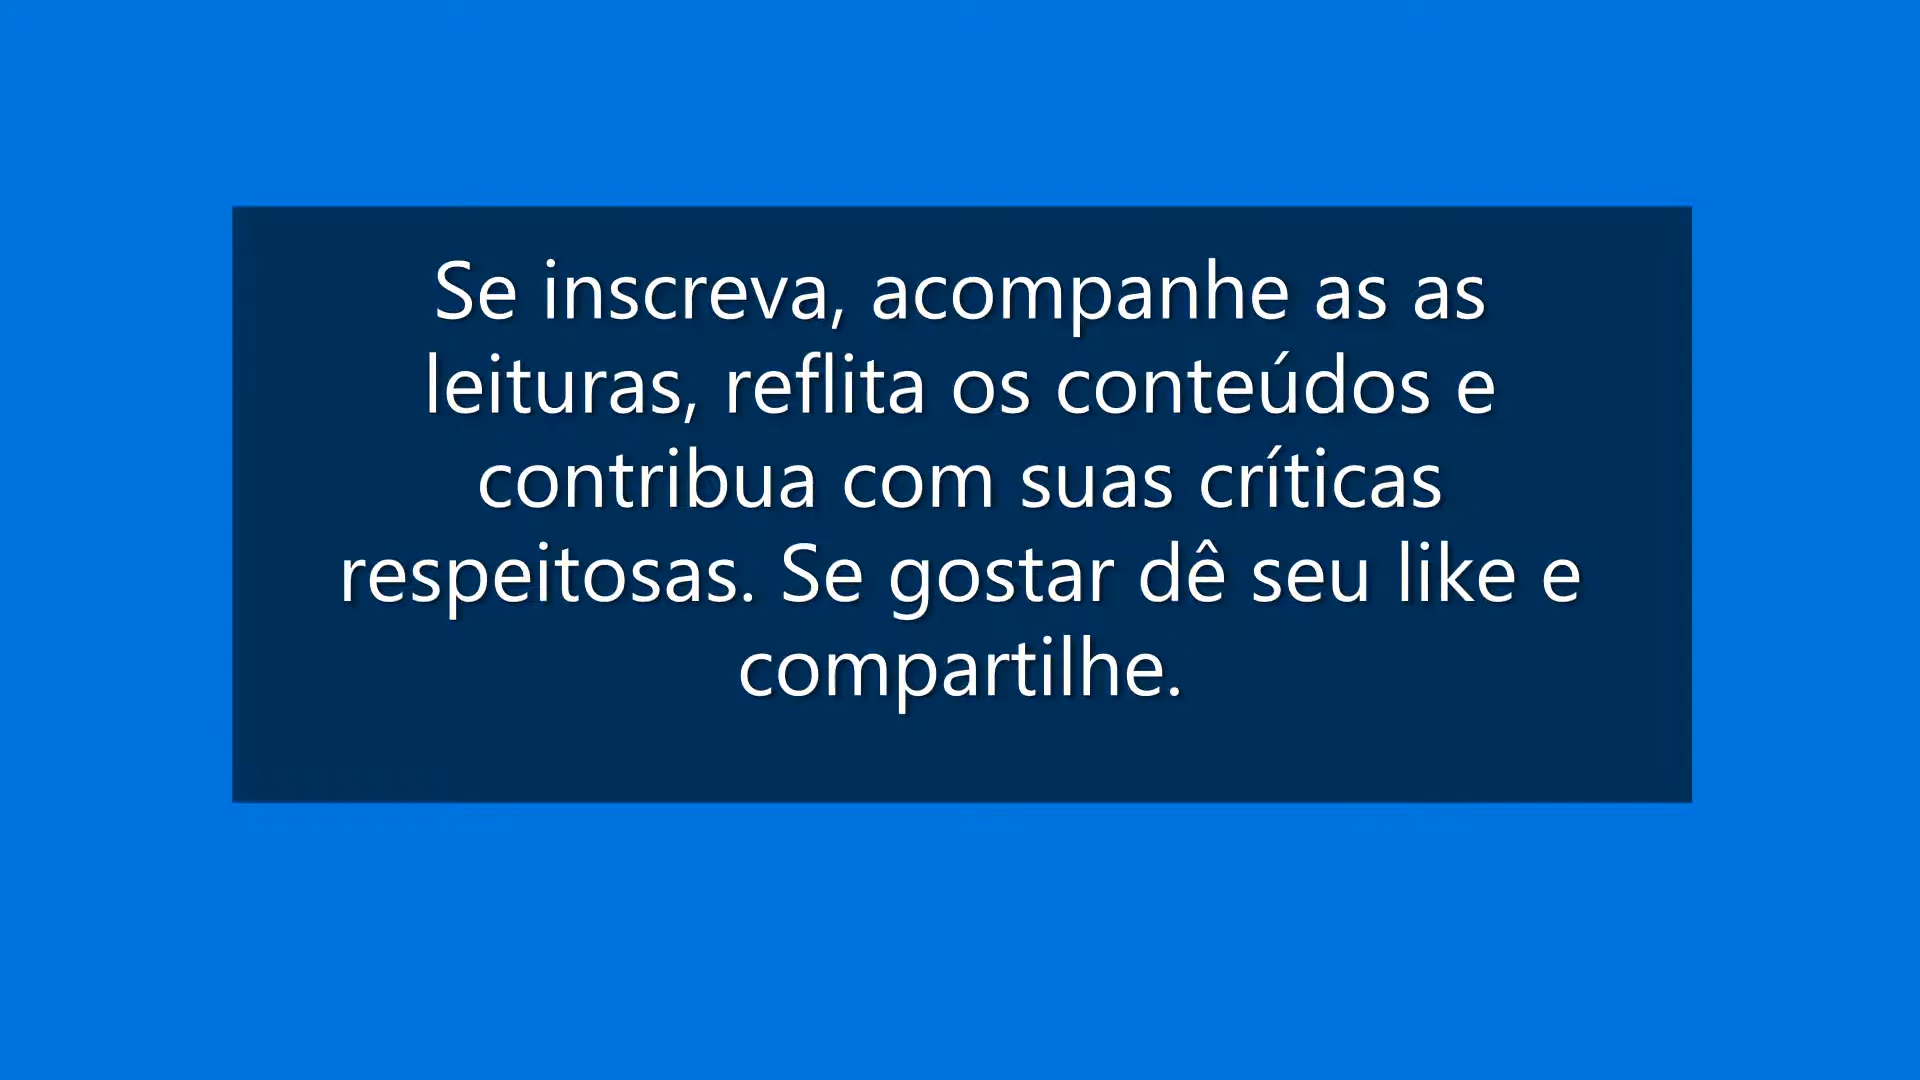 Se inscreva, acompanhe as as
leituras, reflita os conteúdos e
contribua com suas críticas
respeitosas. Se gostar dê seu like e
compartilhe.